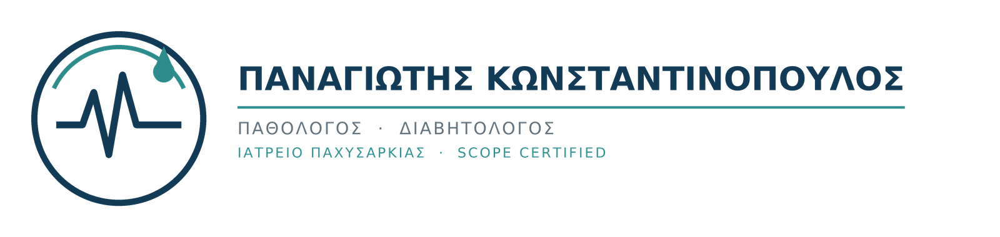 ΠΑΝΑΓΙΩΤΗΣ ΚΩΝΣΤΑΝΤΙΝΟΠΟΥΛΟΣ
ΠΑΘΟΛΟΓΟΣ · ΔΙΑΒΗΤΟΛΟΓΟΣ
ΙΑΤΡΕΙΟ ΠΑΧΥΣΑΡΚΙΑΣ · SCOPE CERTIFIED